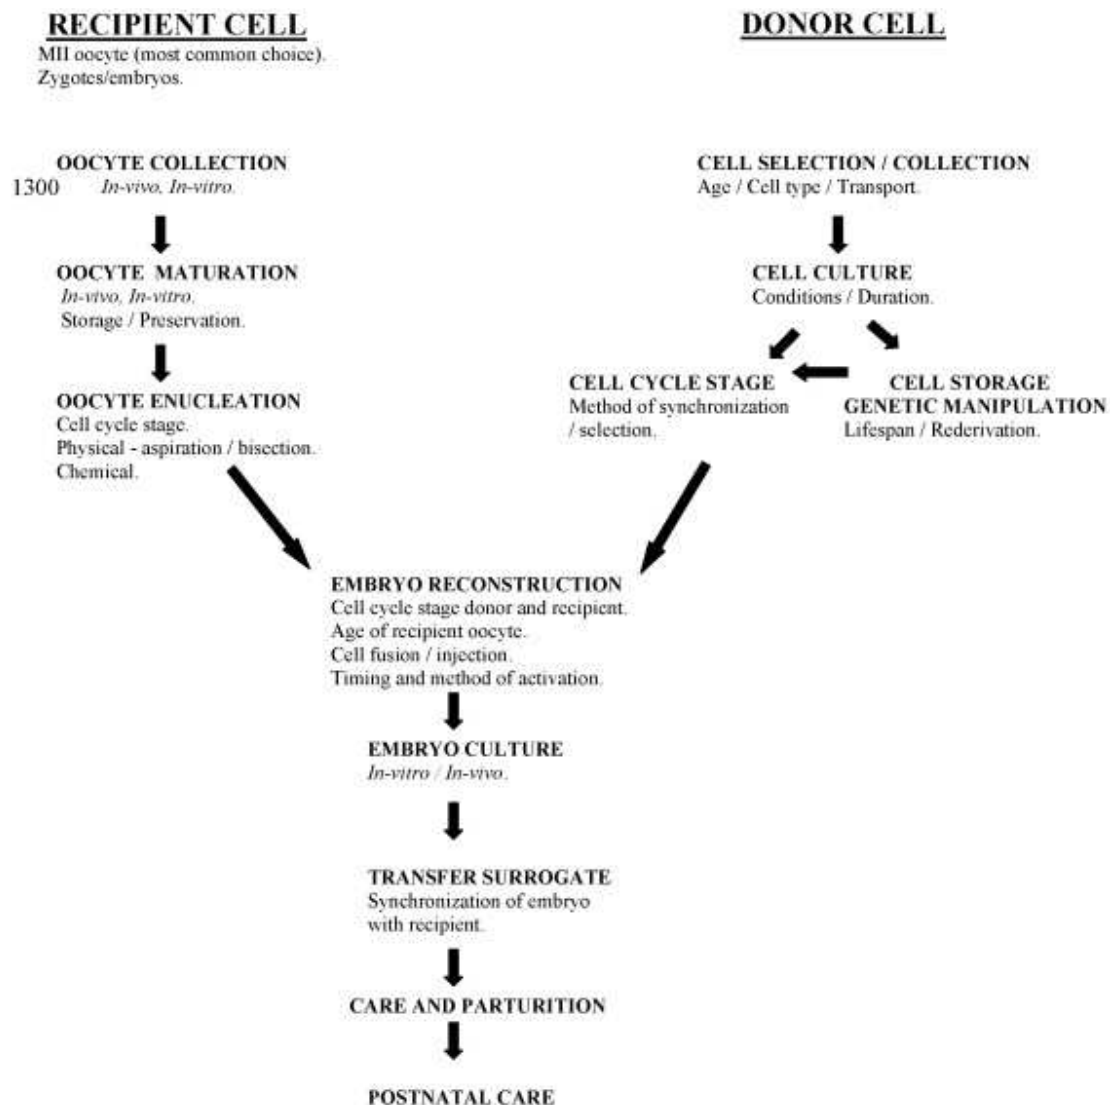 RECIPIENT CELL
MII oocyte (most common choice).
Zygotes/embryos.
DONOR CELL
OOCYTE COLLECTION
1300 In-vivo, In-vitro.
OOCYTE MATURATION
In-vivo, In-vitro.
Storage / Preservation.
OOCYTE ENUCLEATION
Cell cycle stage.
Physical - aspiration / bisection.
Chemical.
CELL SELECTION / COLLECTION
Age / Cell type / Transport.
CELL CULTURE
Conditions / Duration.
CELL CYCLE STAGE
Method of synchronization
/ selection.
CELL STORAGE
GENETIC MANIPULATION
Lifespan / Rederivation.
EMBRYO RECONSTRUCTION
Cell cycle stage donor and recipient.
Age of recipient oocyte.
Cell fusion / injection.
Timing and method of activation.
EMBRYO CULTURE
In-vitro / In-vivo.
TRANSFER SURROGATE
Synchronization of embryo
with recipient.
CARE AND PARTURITION
POSTNATAL CARE